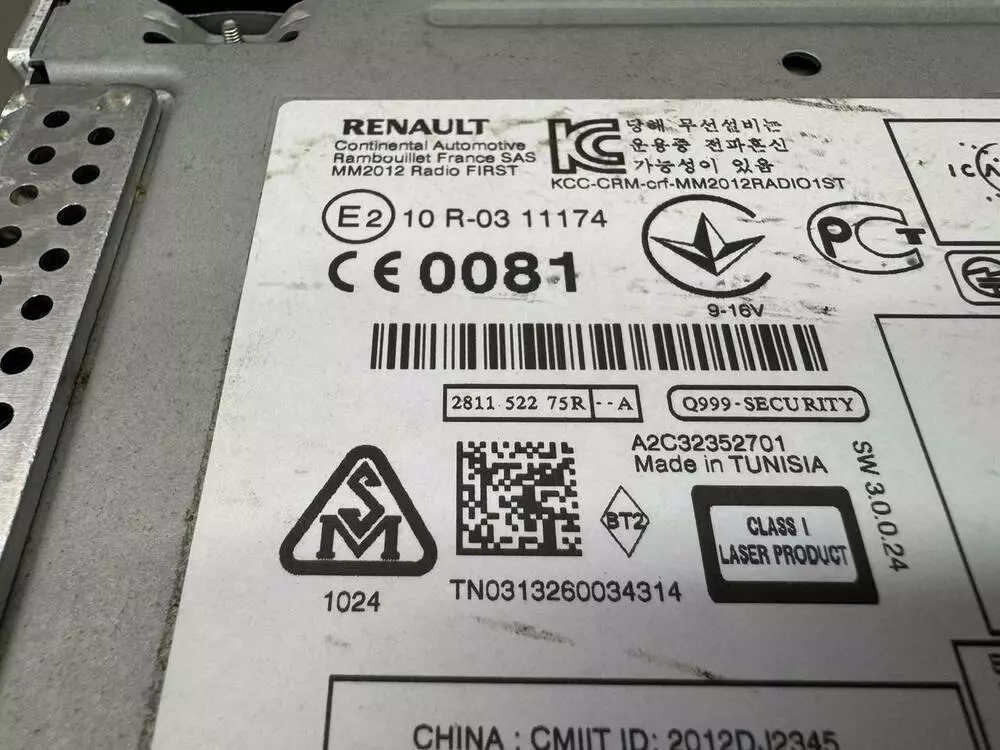 RENAULT
Continental Automotive
Rambouillet France SAS
MM2012 Radio FIRST
당해 무선설비는
운용중 전파혼신
가능성이 있음
KCC-CRM-crf-MM2012RADIO1ST
E2 10 R-03 11174
CE 0081
9-16V
PCT
IC
2811 522 75R --A
Q999-SECURITY
A2C32352701
Made in TUNISIA
SW 3.0.0.24
SM
1024
BT2
CLASS I
LASER PRODUCT
TN0313260034314
CHINA : CMIIT ID: 2012DJ2345